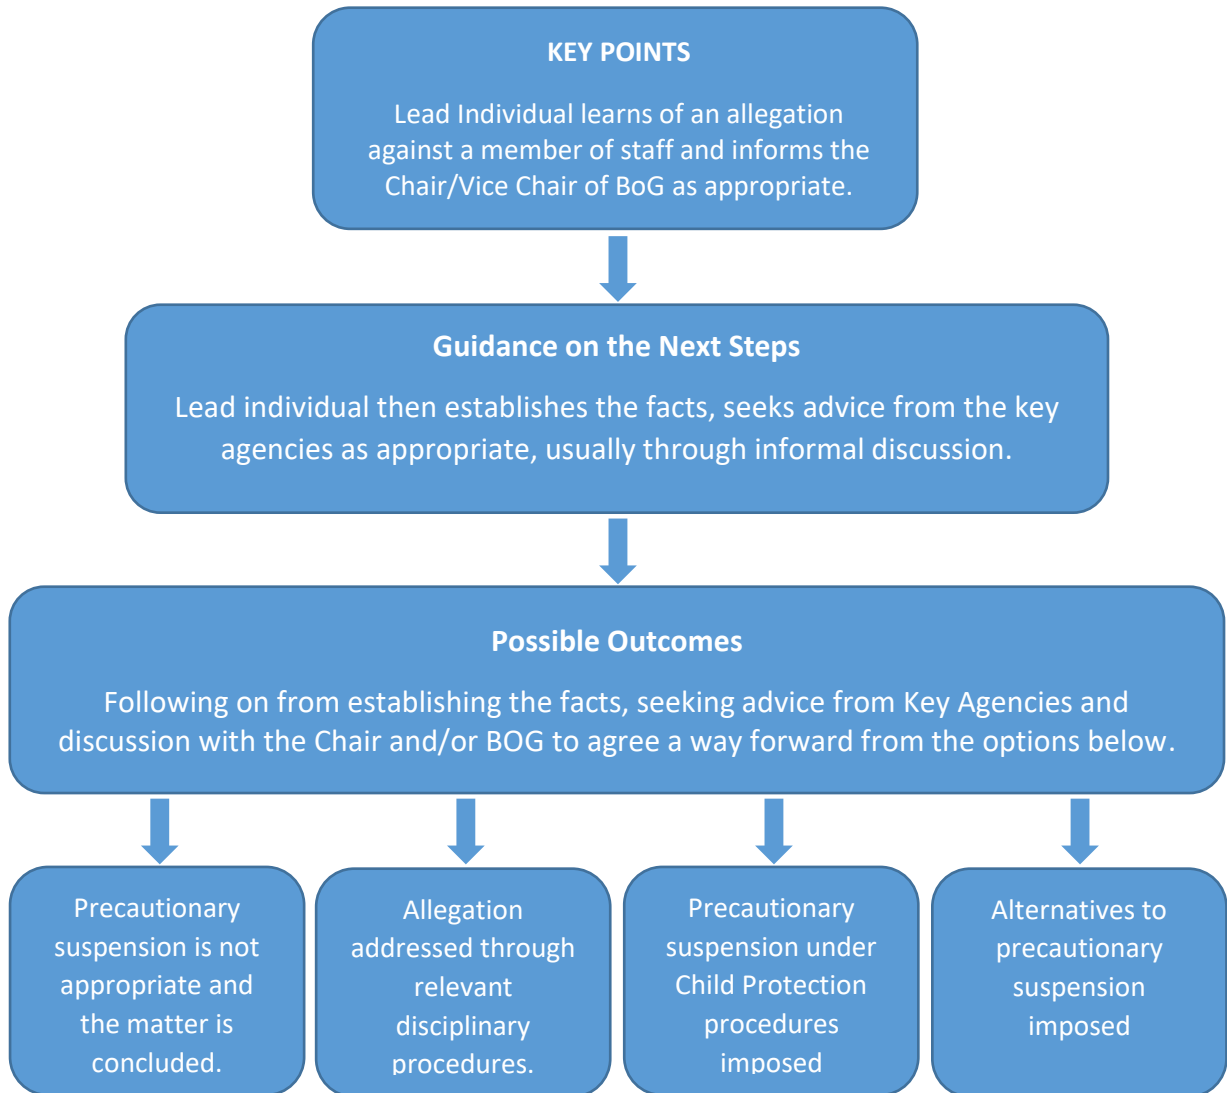 KEY POINTS
Lead Individual learns of an allegation
against a member of staff and informs the
Chair/Vice Chair of BoG as appropriate.
Guidance on the Next Steps
Lead individual then establishes the facts, seeks advice from the key
agencies as appropriate, usually through informal discussion.
Possible Outcomes
Following on from establishing the facts, seeking advice from Key Agencies and
discussion with the Chair and/or BOG to agree a way forward from the options below.
Precautionary
suspension is not
appropriate and
the matter is
concluded.
Allegation
addressed through
relevant
disciplinary
procedures.
Precautionary
suspension under
Child Protection
procedures
imposed
Alternatives to
precautionary
suspension
imposed